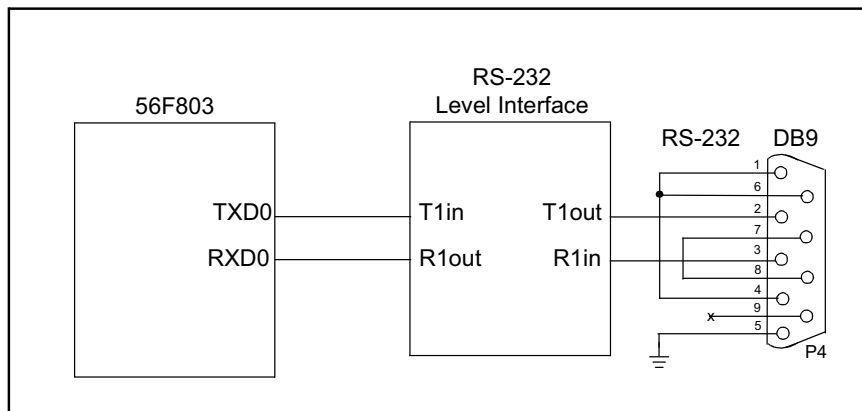 RS-232
Level Interface
56F803
RS-232 DB9
TXD0
RXD0
T1in
R1out
T1out
R1in
1
6
2
7
3
8
4
9
x
5
P4